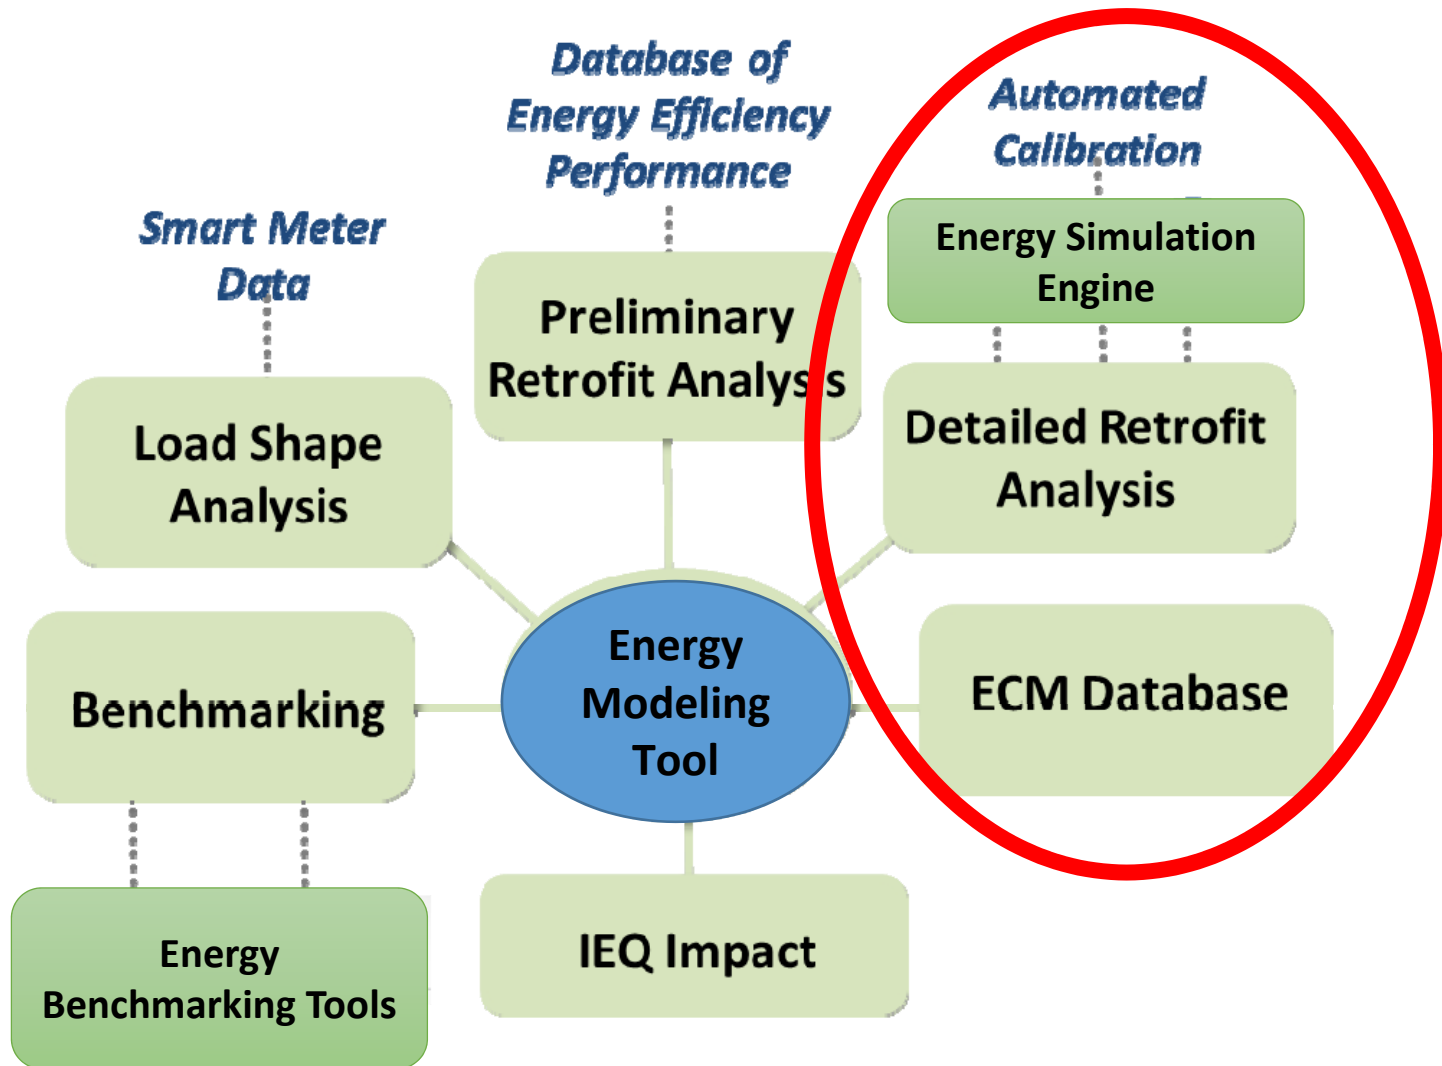 Database of
Energy Efficiency
Performance
Automated
Calibration
Smart Meter
Data
Energy Simulation
Engine
Preliminary
Retrofit Analysis
Load Shape
Analysis
Detailed Retrofit
Analysis
Energy
Modeling
Tool
Benchmarking
ECM Database
Energy
Benchmarking Tools
IEQ Impact